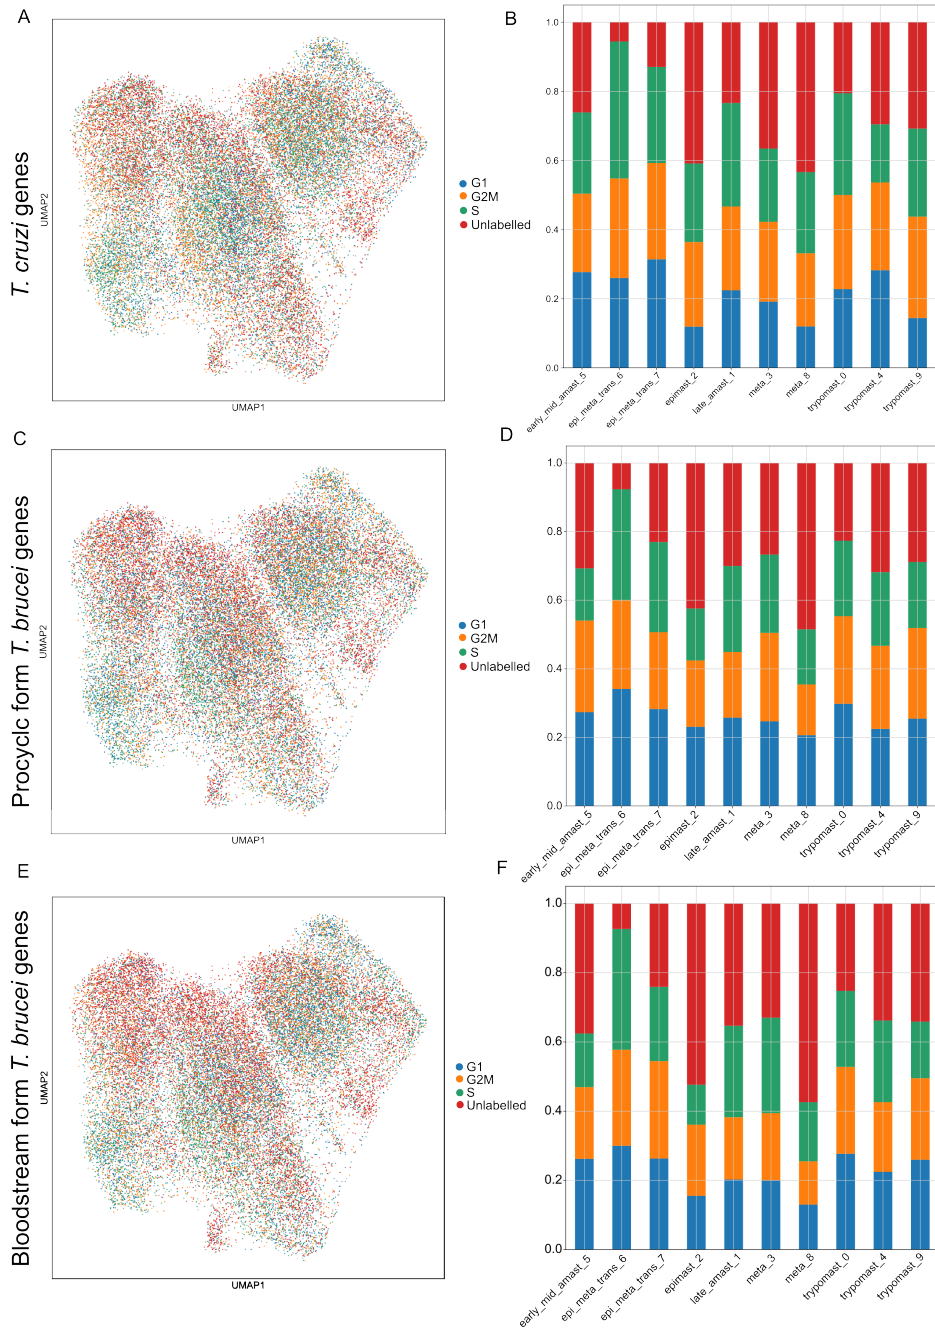 A
T. cruzi genes
UMAP2
UMAP1
G1
G2M
S
Unlabelled
B
1.0
0.8
0.6
0.4
0.2
0.0
early_mid_amast_5
epi_meta_trans_6
epi_meta_trans_7
epimast_2
late_amast_1
meta_3
meta_8
trypomast_0
trypomast_4
trypomast_9
C
Procyclc form T. brucei genes
UMAP2
UMAP1
G1
G2M
S
Unlabelled
D
1.0
0.8
0.6
0.4
0.2
0.0
early_mid_amast_5
epi_meta_trans_6
epi_meta_trans_7
epimast_2
late_amast_1
meta_3
meta_8
trypomast_0
trypomast_4
trypomast_9
E
Bloodstream form T. brucei genes
UMAP2
UMAP1
G1
G2M
S
Unlabelled
F
1.0
0.8
0.6
0.4
0.2
0.0
early_mid_amast_5
epi_meta_trans_6
epi_meta_trans_7
epimast_2
late_amast_1
meta_3
meta_8
trypomast_0
trypomast_4
trypomast_9